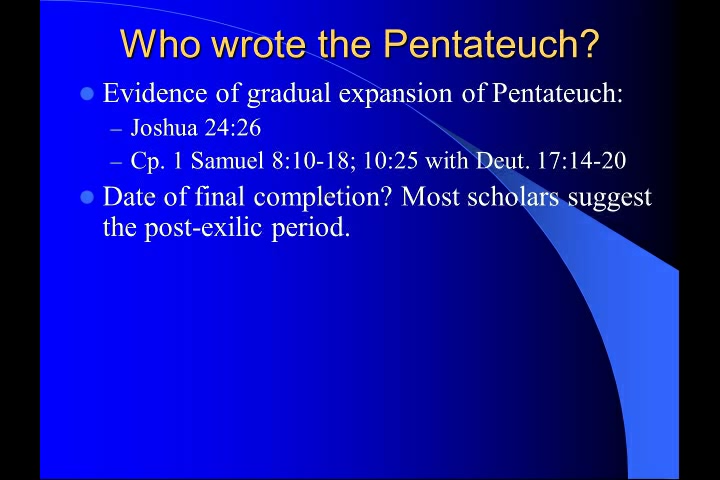 Who wrote the Pentateuch?
Evidence of gradual expansion of Pentateuch:
– Joshua 24:26
– Cp. 1 Samuel 8:10-18; 10:25 with Deut. 17:14-20
Date of final completion? Most scholars suggest
the post-exilic period.